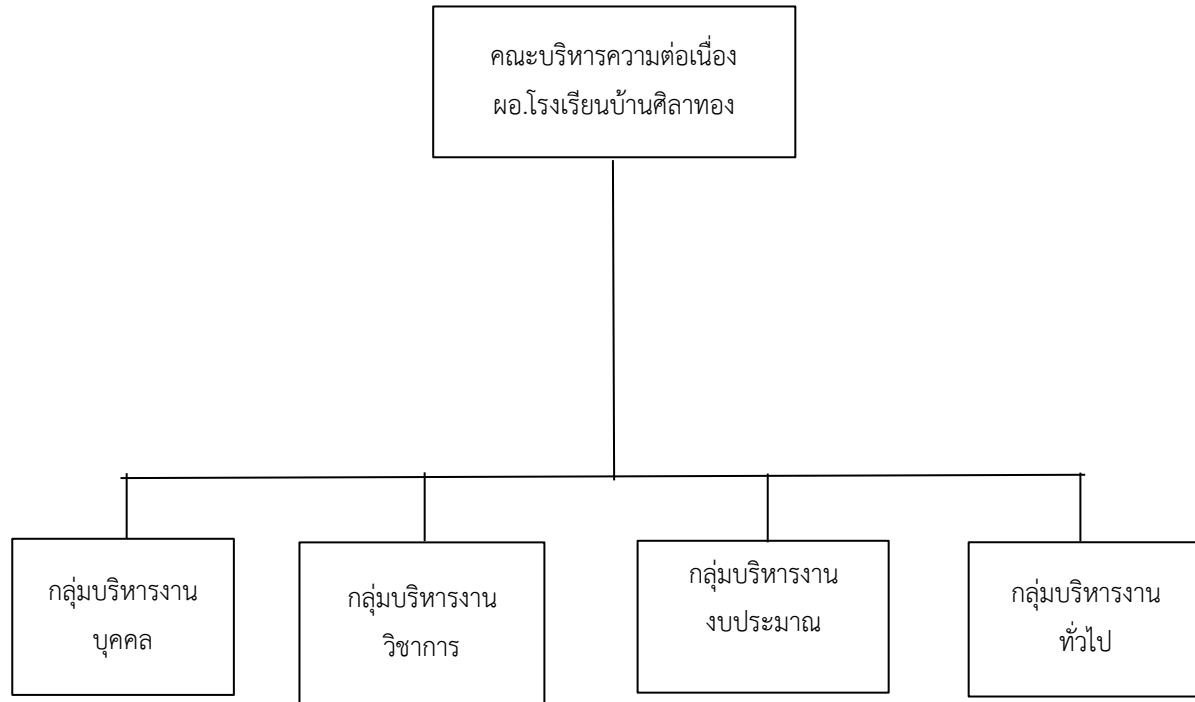 คณะบริหารความต่อเนื่อง
ผอ.โรงเรียนบ้านศิลาทอง
กลุ่มบริหารงาน
บุคคล
กลุ่มบริหารงาน
วิชาการ
กลุ่มบริหารงาน
งบประมาณ
กลุ่มบริหารงาน
ทั่วไป